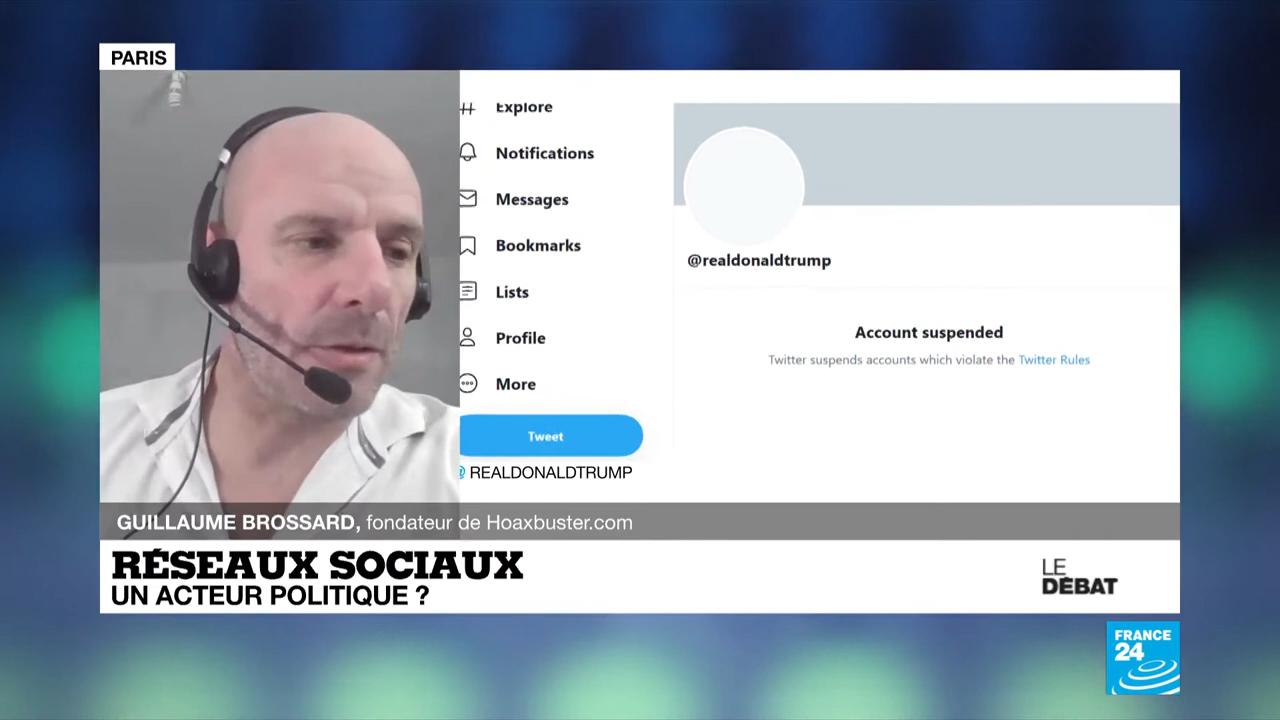 PARIS
Explore
Notifications
Messages
Bookmarks
Lists
Profile
More
Tweet
@ REALDONALDTRUMP
@realdonaldtrump
Account suspended
Twitter suspends accounts which violate the Twitter Rules
GUILLAUME BROSSARD, fondateur de Hoaxbuster.com
RÉSEAUX SOCIAUX
UN ACTEUR POLITIQUE ?
LE
DÉBAT
FRANCE
24